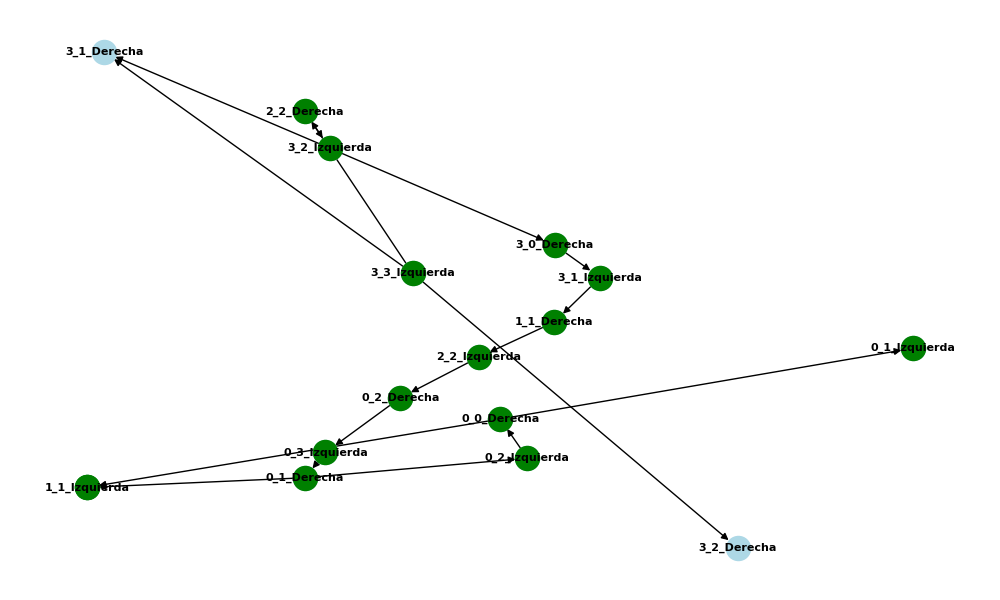 3_1_Derecha
2_2_Derecha
3_2_Izquierda
3_0_Derecha
3_3_Izquierda
3_1_Izquierda
1_1_Derecha
0_1_Izquierda
2_2_Izquierda
0_2_Derecha
0_0_Derecha
0_3_Izquierda
0_2_Izquierda
0_1_Derecha
1_1_Izquierda
3_2_Derecha